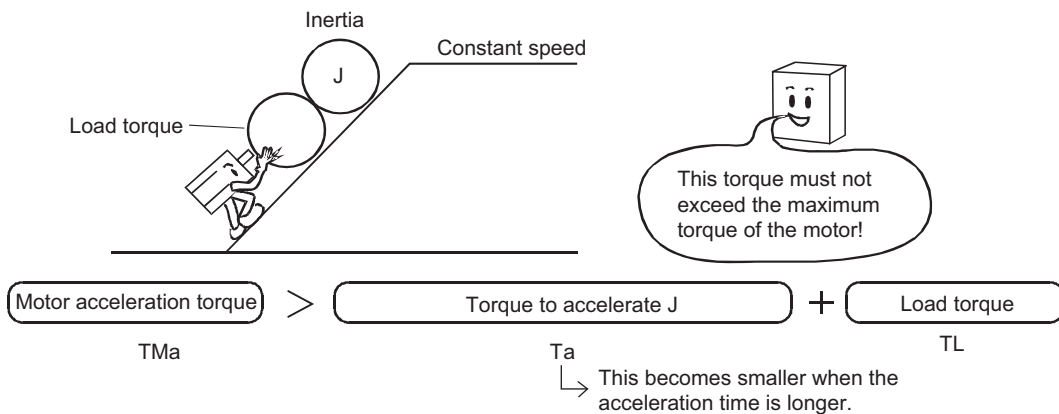 Inertia
Constant speed
J
Load torque
This torque must not
exceed the maximum
torque of the motor!
Motor acceleration torque > Torque to accelerate J + Load torque
TMa Ta TL
This becomes smaller when the
acceleration time is longer.